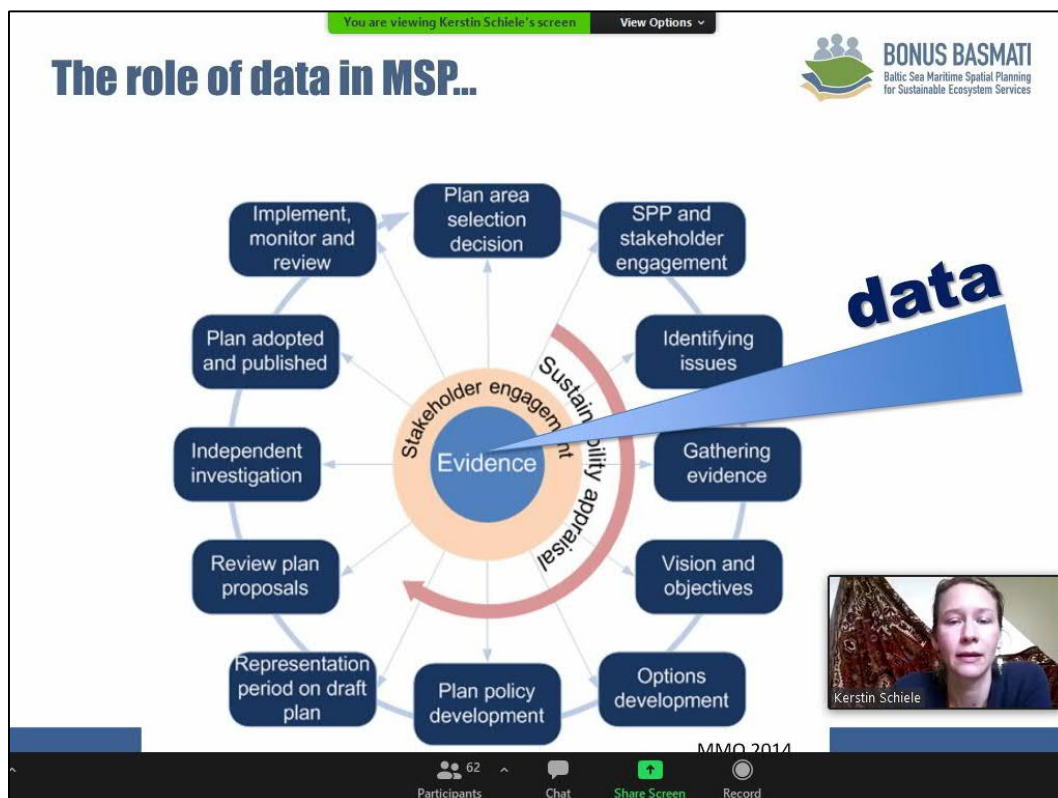 You are viewing Kerstin Schiele's screen
View Options
The role of data in MSP...
BONUS BASMATI
Baltic Sea Maritime Spatial Planning
for Sustainable Ecosystem Services
Plan area
selection
decision
SPP and
stakeholder
engagement
Identifying
issues
Gathering
evidence
Vision and
objectives
Options
development
Plan policy
development
Representation
period on draft
plan
Review plan
proposals
Independent
investigation
Plan adopted
and published
Implement,
monitor and
review
data
Sustainability appraisal
Stakeholder engagement
Evidence
Kerstin Schiele
MMO 2014
62
Participants
Chat
Share Screen
Record